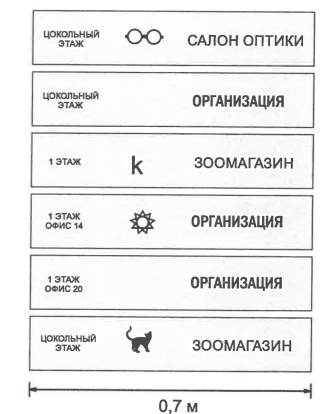 ЦОКОЛЬНЫЙ
ЭТАЖ
САЛОН ОПТИКИ
ЦОКОЛЬНЫЙ
ЭТАЖ
ОРГАНИЗАЦИЯ
1 ЭТАЖ
k
ЗООМАГАЗИН
1 ЭТАЖ
ОФИС 14
ОРГАНИЗАЦИЯ
1 ЭТАЖ
ОФИС 20
ОРГАНИЗАЦИЯ
ЦОКОЛЬНЫЙ
ЭТАЖ
ЗООМАГАЗИН
0,7 м